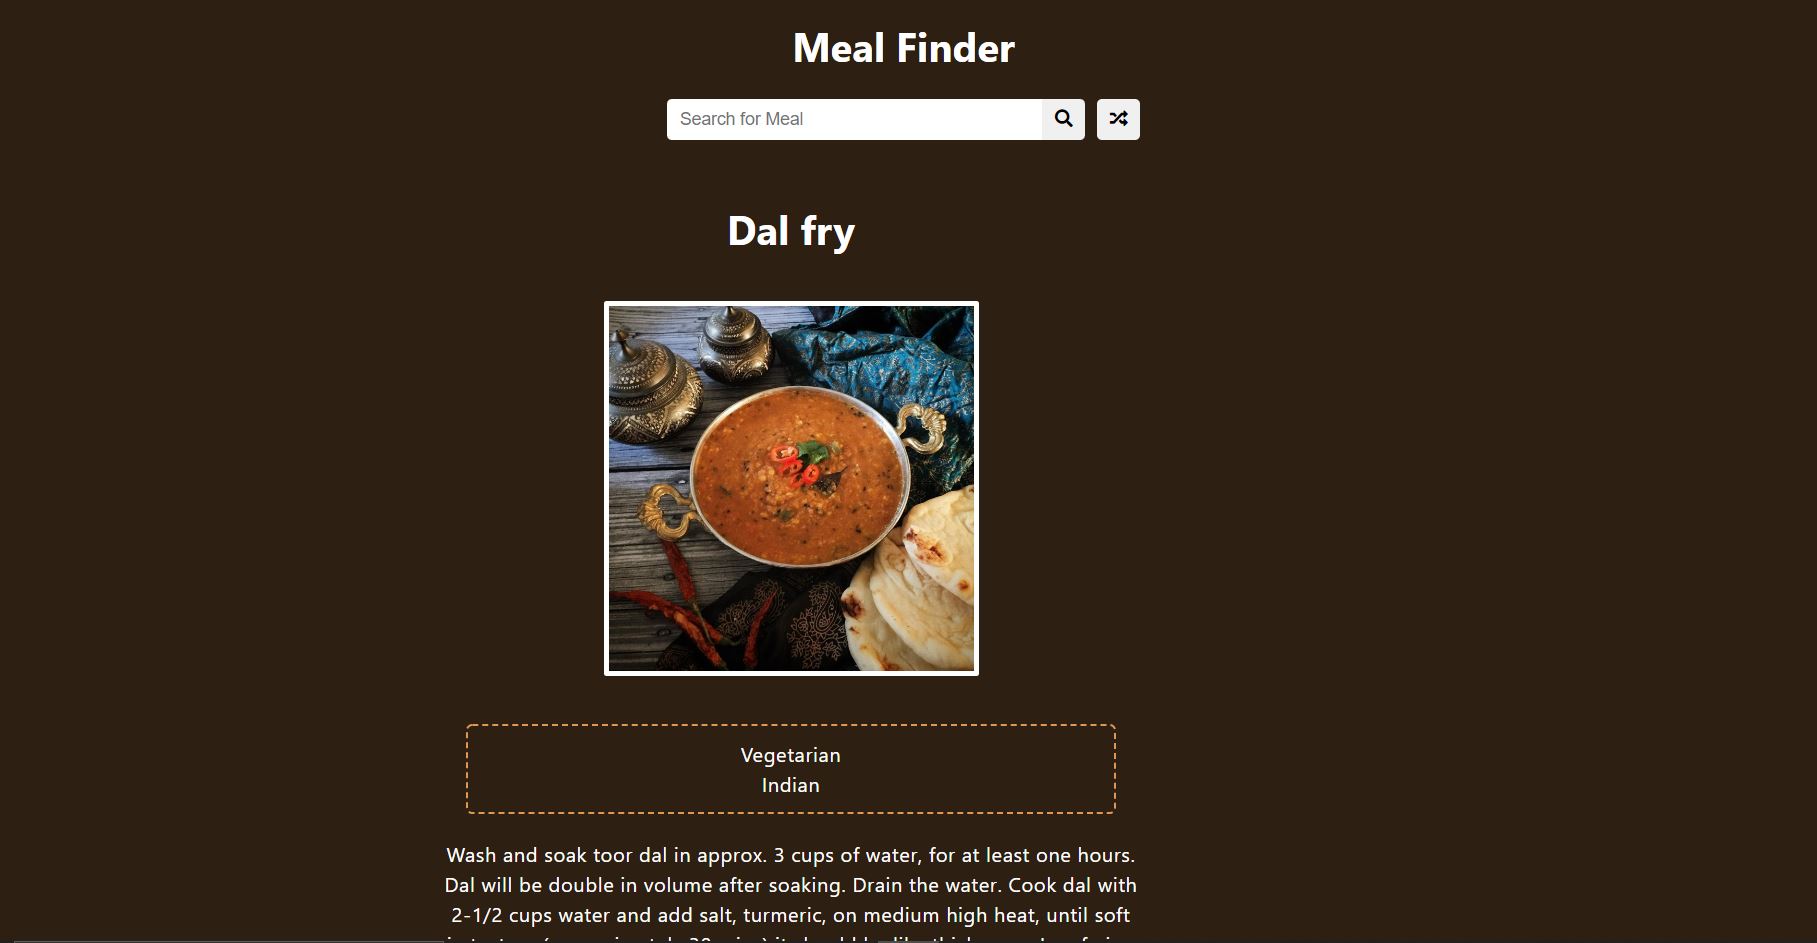 Meal Finder
Search for Meal
Dal fry
Vegetarian
Indian
Wash and soak toor dal in approx. 3 cups of water, for at least one hours.
Dal will be double in volume after soaking. Drain the water. Cook dal with
2-1/2 cups water and add salt, turmeric, on medium high heat, until soft